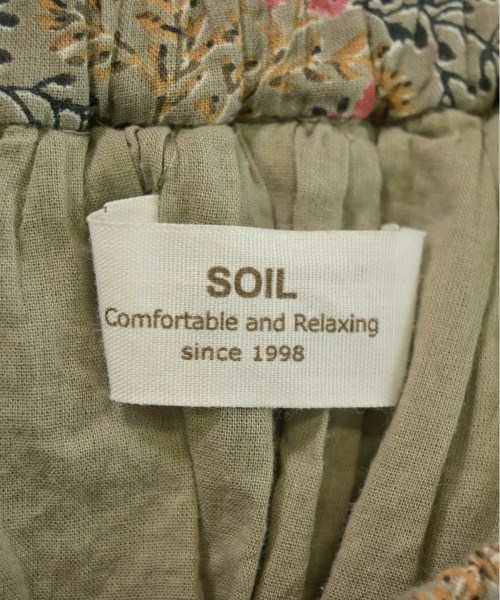 SOIL
Comfortable and Relaxing
since 1998